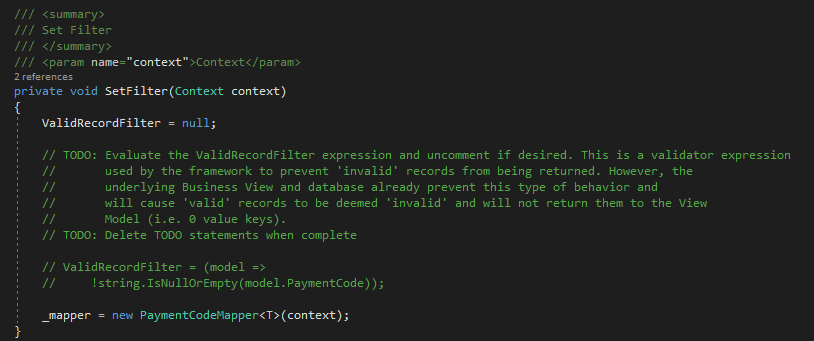 /// <summary>
/// Set Filter
/// </summary>
/// <param name="context">Context</param>
2 references
private void SetFilter(Context context)
{
ValidRecordFilter = null;
// TODO: Evaluate the ValidRecordFilter expression and uncomment if desired. This is a validator expression
//       used by the framework to prevent 'invalid' records from being returned. However, the
//       underlying Business View and database already prevent this type of behavior and
//       will cause 'valid' records to be deemed 'invalid' and will not return them to the View
//       Model (i.e. 0 value keys).
// TODO: Delete TODO statements when complete
// ValidRecordFilter = (model =>
//     !string.IsNullOrEmpty(model.PaymentCode));
_mapper = new PaymentCodeMapper<T>(context);
}